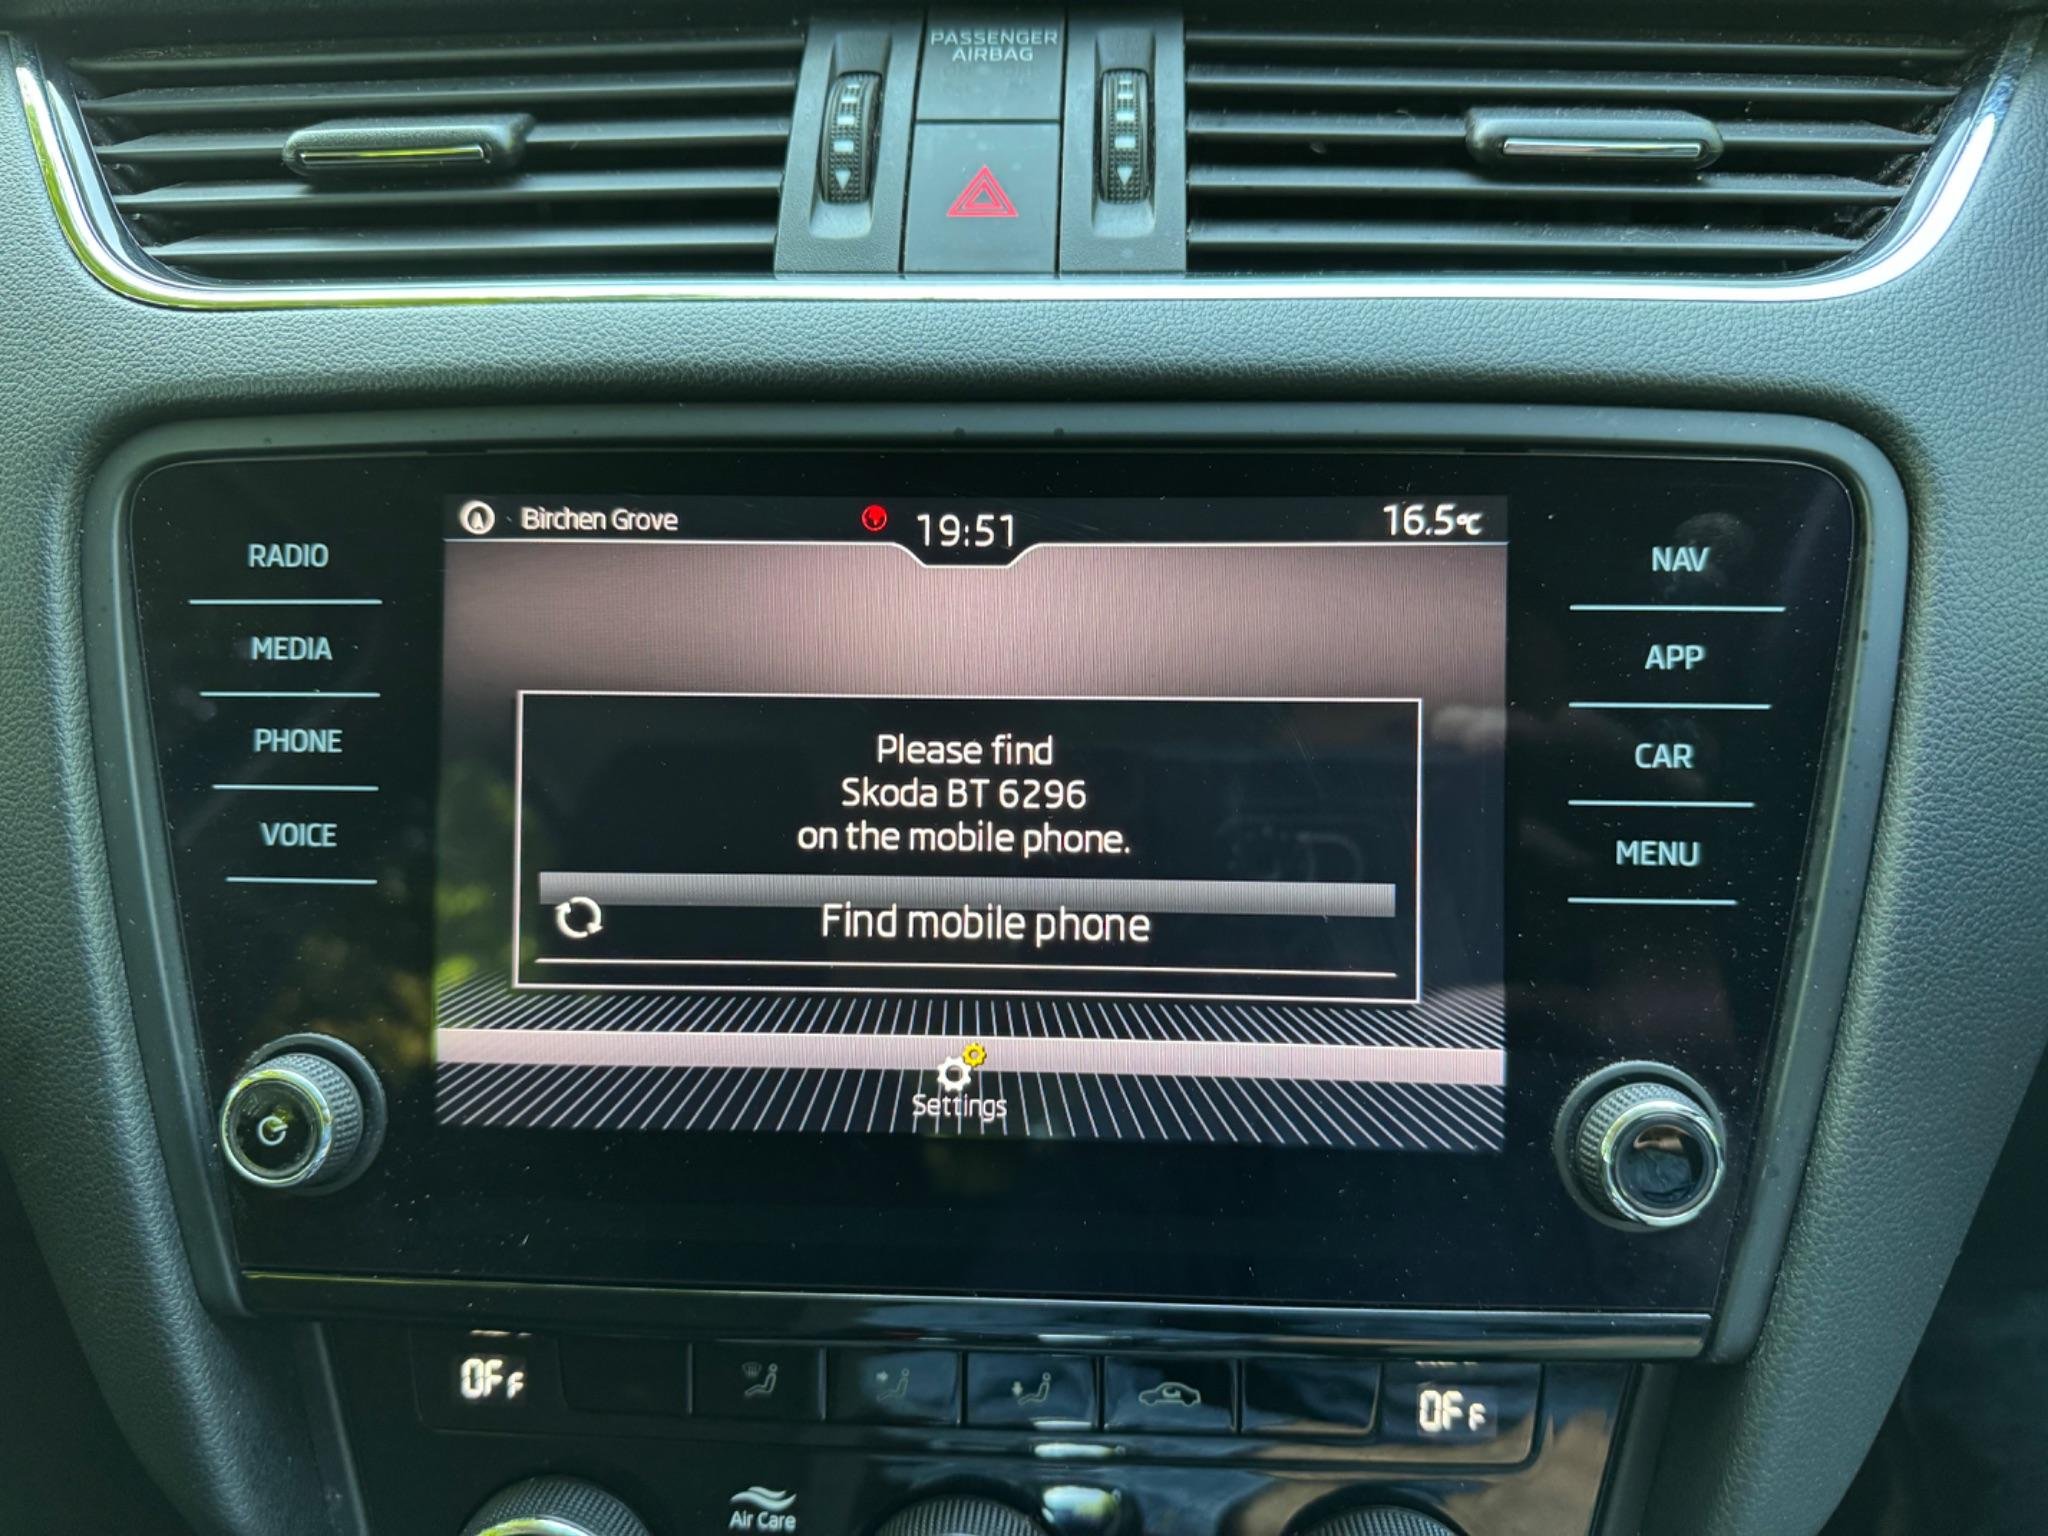 PASSENGER
AIRBAG
Birchen Grove
19:51
16.5°C
RADIO
MEDIA
PHONE
VOICE
NAV
APP
CAR
MENU
Please find
Skoda BT 6296
on the mobile phone.
Find mobile phone
Settings
OFF
OFF
Air Care